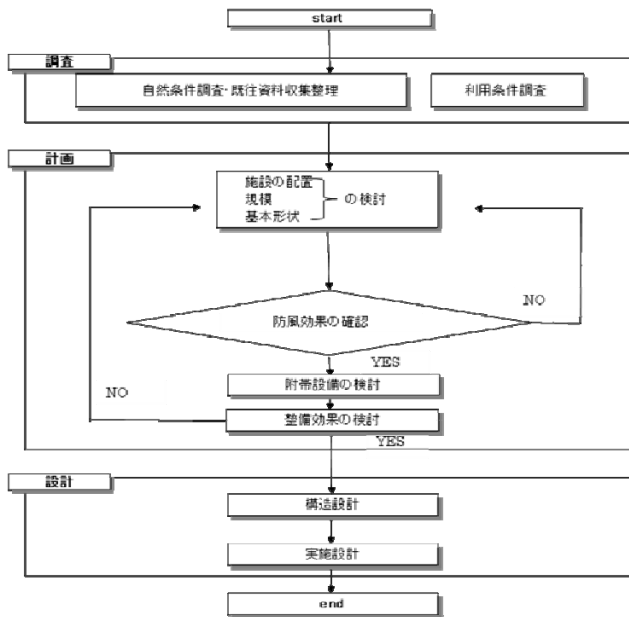 start
調査
自然条件調査・既往資料収集整理
利用条件調査
計画
施設の配置
規模
基本形状
の検討
防風効果の確認
NO
YES
附帯設備の検討
NO
整備効果の検討
YES
設計
構造設計
実施設計
end